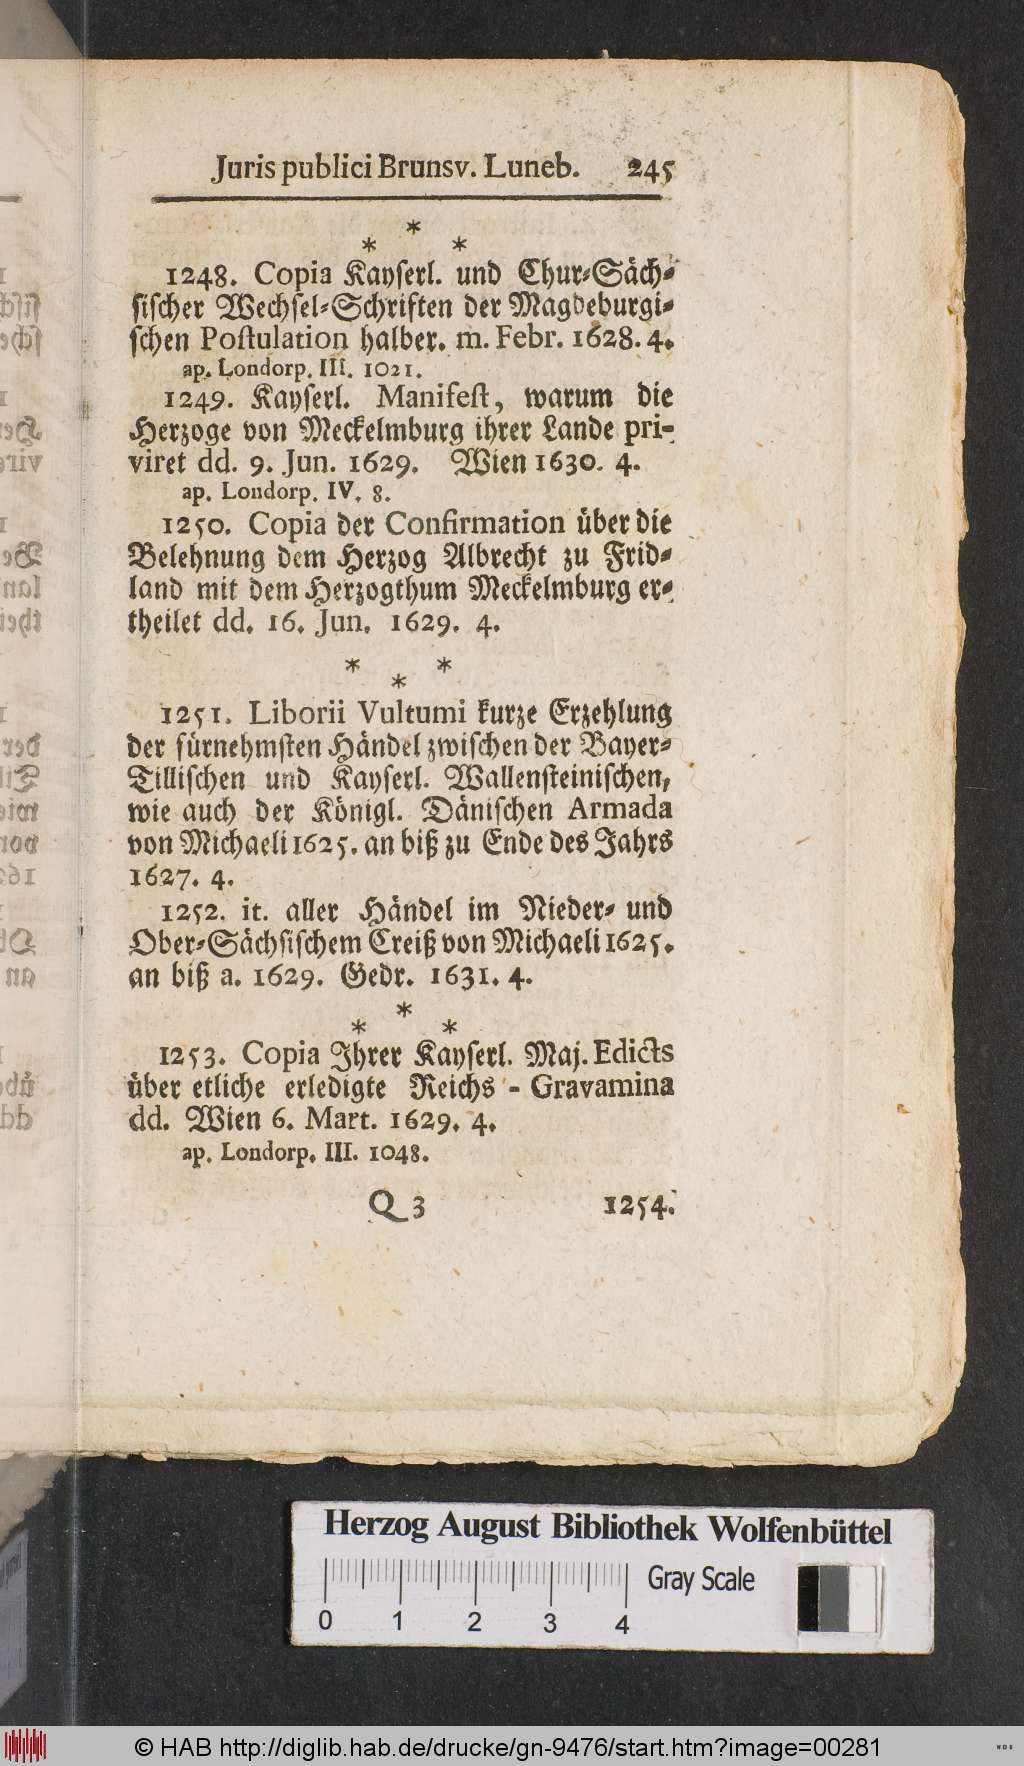 Juris publici Brunsv. Luneb. 245
* * *
1248. Copia Kayserl. und Chur-Säch-
sischer Wechsel-Schriften der Magdeburgi-
schen Postulation halber. m. Febr. 1628. 4.
ap. Londorp. III. 1021.
1249. Kayserl. Manifest, warum die
Herzoge von Meckelmburg ihrer Lande pri-
viret dd. 9. Jun. 1629. Wien 1630. 4.
ap. Londorp. IV. 8.
1250. Copia der Confirmation über die
Belehnung dem Herzog Albrecht zu Frid-
land mit dem Herzogthum Meckelmburg er-
theilet dd. 16. Jun. 1629. 4.
* * *
1251. Liborii Vultumi kurze Erzehlung
der fürnehmsten Händel zwischen der Bayer-
Tillischen und Kayserl. Wallensteinischen,
wie auch der Königl. Dänischen Armada
von Michaeli 1625. an biß zu Ende des Jahrs
1627. 4.
1252. it. aller Händel im Nieder- und
Ober-Sächsischem Creiß von Michaeli 1625.
an biß a. 1629. Gedr. 1631. 4.
* * *
1253. Copia Ihrer Kayserl. Maj. Edicts
über etliche erledigte Reichs-Gravamina
dd. Wien 6. Mart. 1629. 4.
ap. Londorp. III. 1048.
Q 3 1254.
Herzog August Bibliothek Wolfenbüttel
Gray Scale
0 1 2 3 4
© HAB http://diglib.hab.de/drucke/gn-9476/start.htm?image=00281